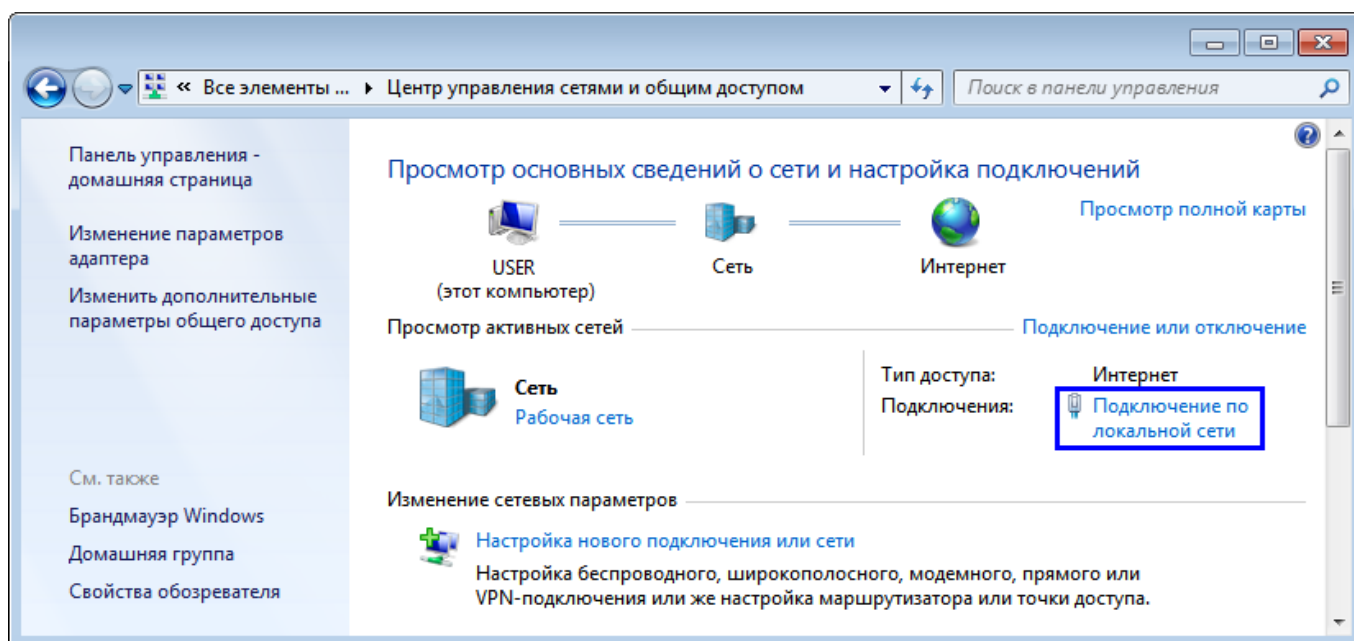 « Все элементы ... ▸ Центр управления сетями и общим доступом
Поиск в панели управления
Панель управления -
домашняя страница
Изменение параметров
адаптера
Изменить дополнительные
параметры общего доступа
См. также
Брандмауэр Windows
Домашняя группа
Свойства обозревателя
Просмотр основных сведений о сети и настройка подключений
Просмотр полной карты
USER
(этот компьютер)
Сеть
Интернет
Просмотр активных сетей
Подключение или отключение
Сеть
Рабочая сеть
Тип доступа: Интернет
Подключения: Подключение по
локальной сети
Изменение сетевых параметров
Настройка нового подключения или сети
Настройка беспроводного, широкополосного, модемного, прямого или
VPN-подключения или же настройка маршрутизатора или точки доступа.